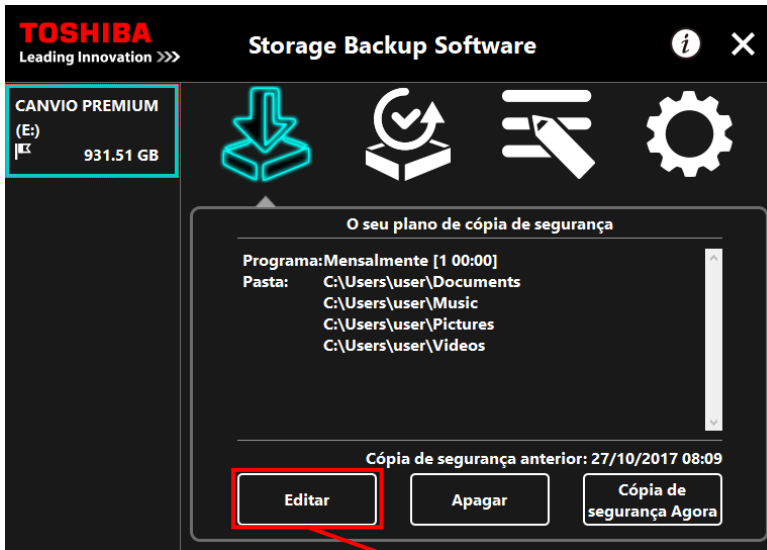 TOSHIBA
Leading Innovation >>>
Storage Backup Software
i
CANVIO PREMIUM
(E:)
931.51 GB
O seu plano de cópia de segurança
Programa:Mensalmente [1 00:00]
Pasta: C:\Users\user\Documents
C:\Users\user\Music
C:\Users\user\Pictures
C:\Users\user\Videos
Cópia de segurança anterior: 27/10/2017 08:09
Editar
Apagar
Cópia de
segurança Agora